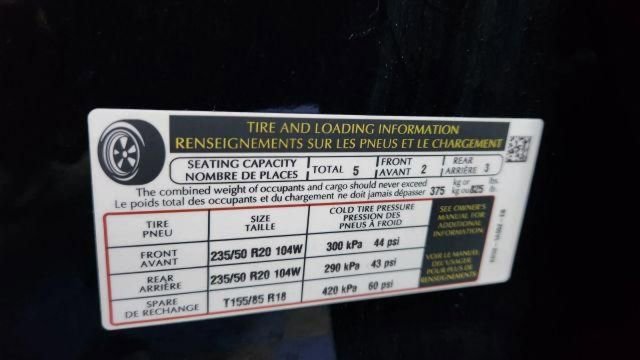 TIRE AND LOADING INFORMATION
RENSEIGNEMENTS SUR LES PNEUS ET LE CHARGEMENT
SEATING CAPACITY
NOMBRE DE PLACES
TOTAL 5
FRONT
AVANT 2
REAR
ARRIÈRE 3
The combined weight of occupants and cargo should never exceed
Le poids total des occupants et du chargement ne doit jamais dépasser
375 kg or kg ou 825 lbs. lb.
TIRE
PNEU
SIZE
TAILLE
COLD TIRE PRESSURE
PRESSION DES
PNEUS À FROID
SEE OWNER'S
MANUAL FOR
ADDITIONAL
INFORMATION
FRONT
AVANT
235/50 R20 104W
300 kPa 44 psi
REAR
ARRIÈRE
235/50 R20 104W
290 kPa 43 psi
VOIR LE MANUEL
DE L'USAGER
POUR PLUS DE
RENSEIGNEMENTS
SPARE
DE RECHANGE
T155/85 R18
420 kPa 60 psi